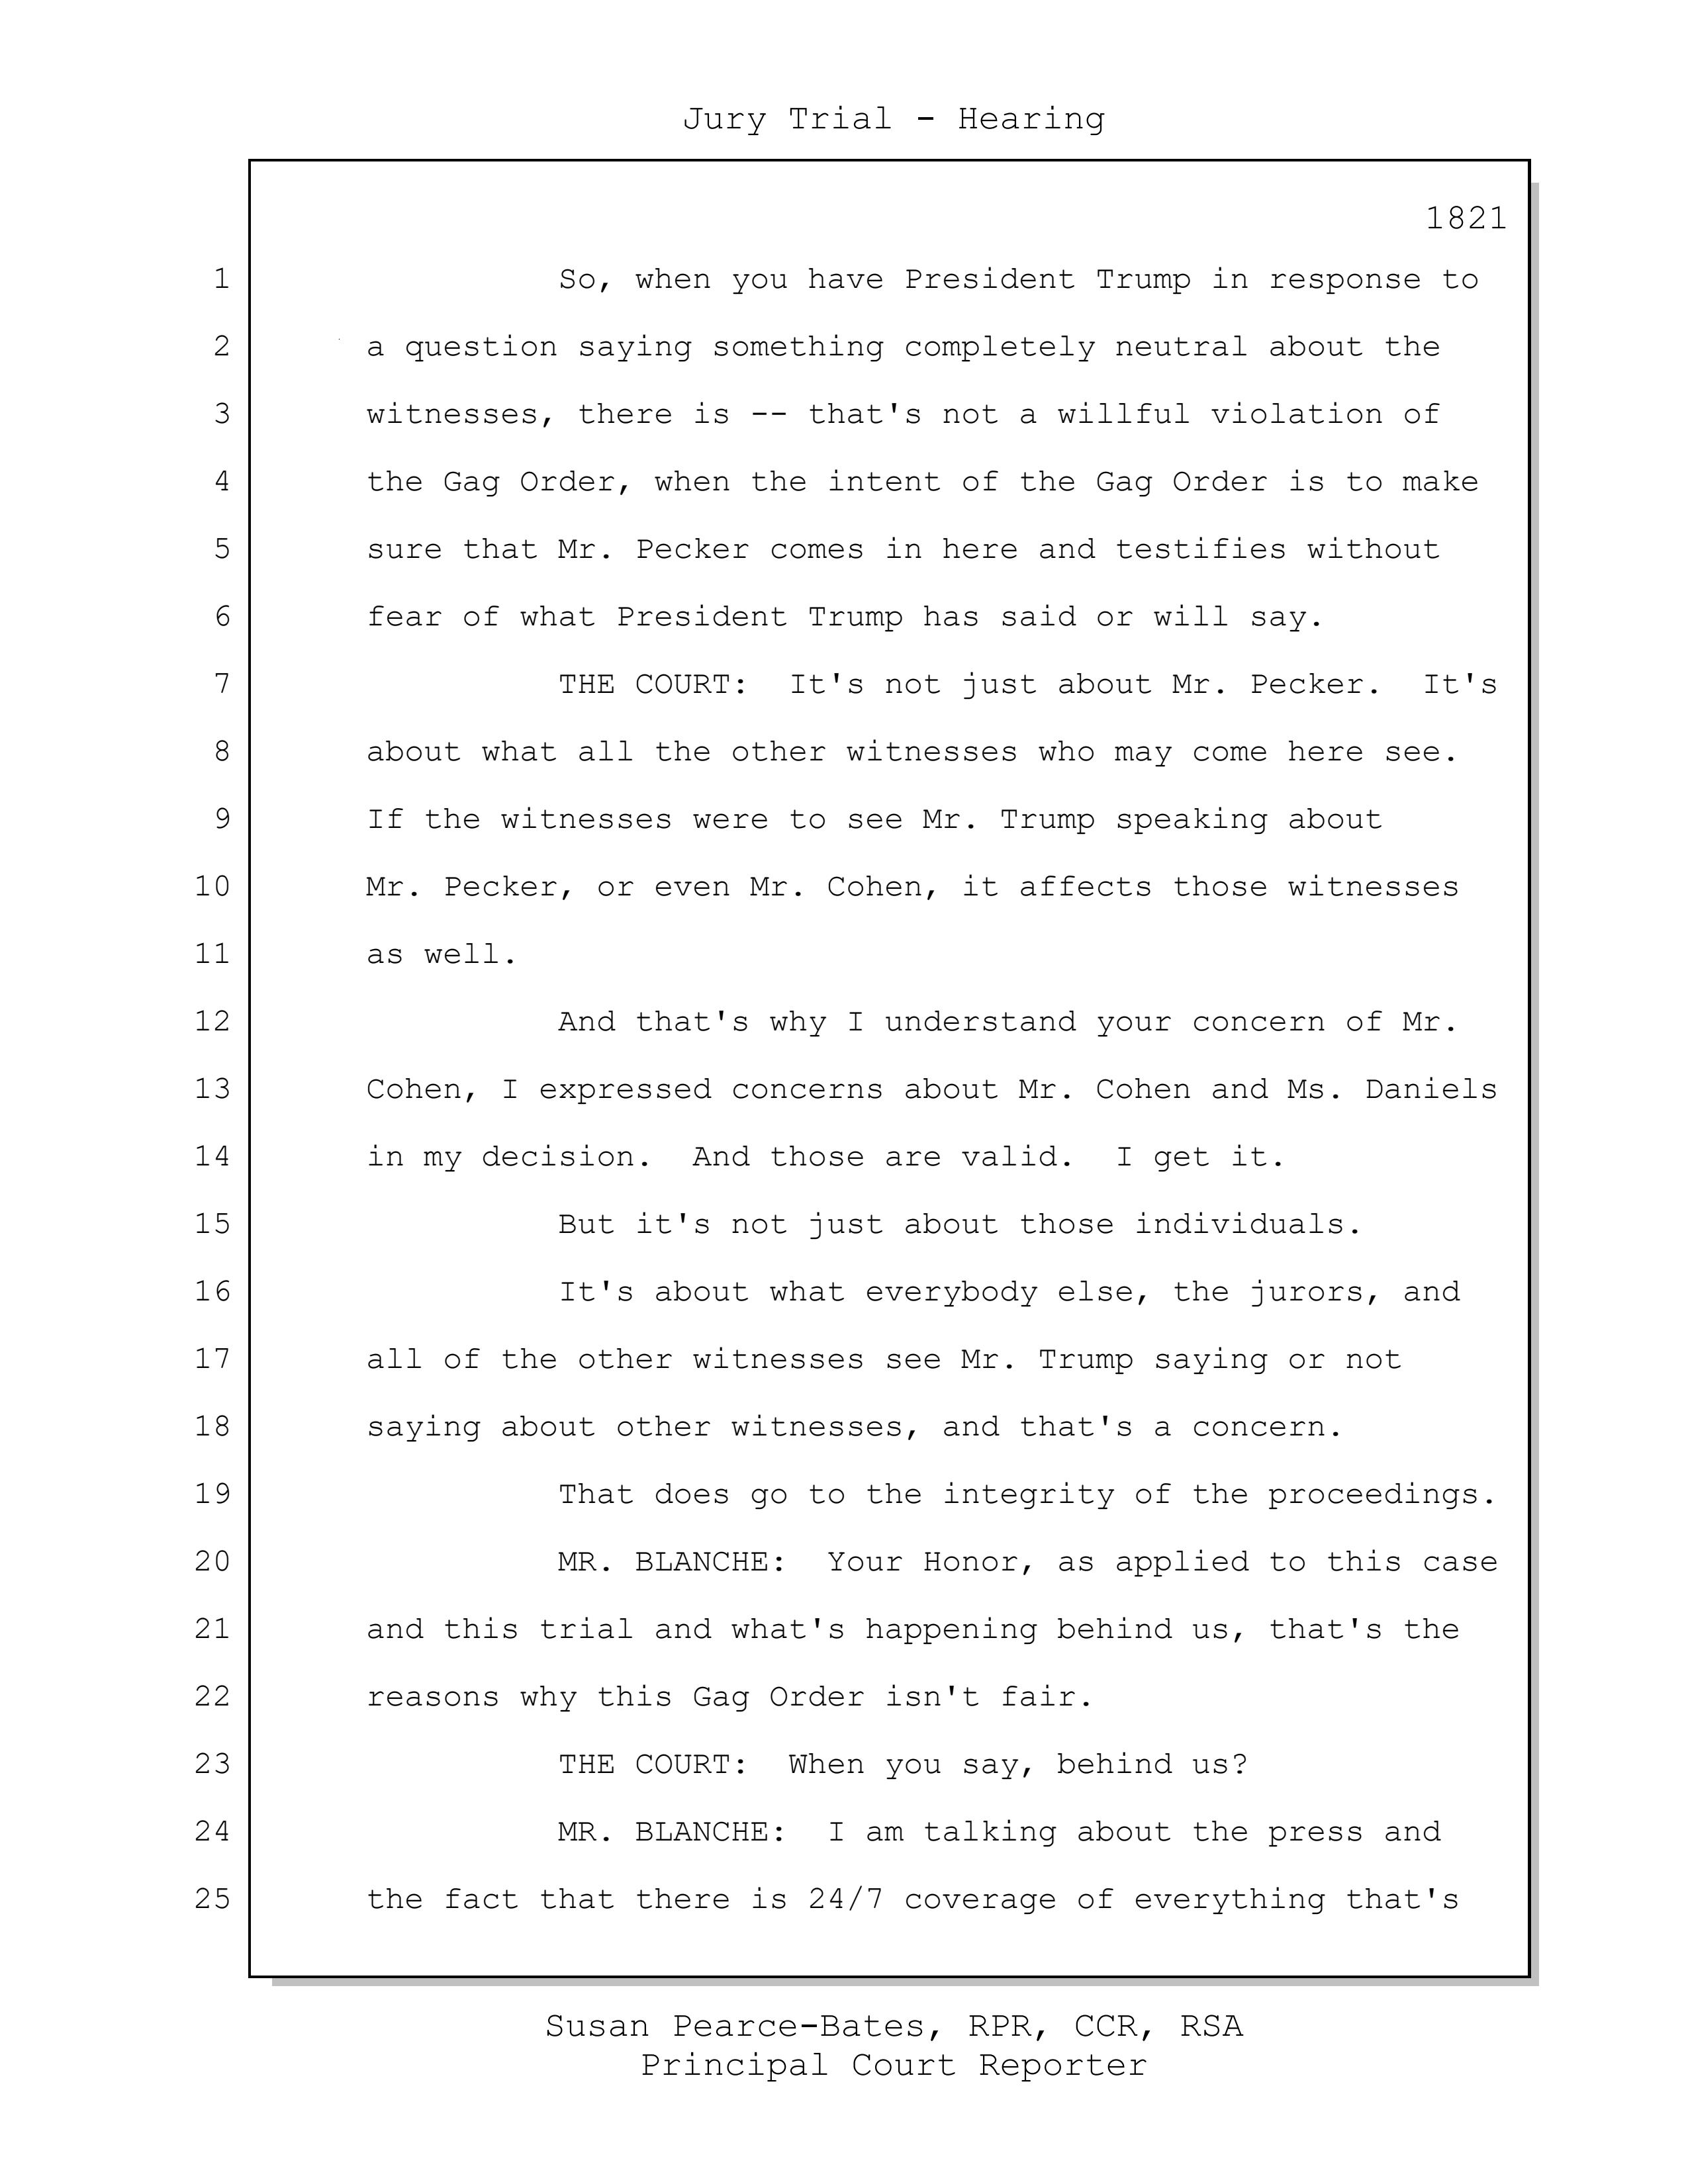 Jury Trial - Hearing
1821
1 So, when you have President Trump in response to
2 a question saying something completely neutral about the
3 witnesses, there is -- that's not a willful violation of
4 the Gag Order, when the intent of the Gag Order is to make
5 sure that Mr. Pecker comes in here and testifies without
6 fear of what President Trump has said or will say.
7 THE COURT: It's not just about Mr. Pecker. It's
8 about what all the other witnesses who may come here see.
9 If the witnesses were to see Mr. Trump speaking about
10 Mr. Pecker, or even Mr. Cohen, it affects those witnesses
11 as well.
12 And that's why I understand your concern of Mr.
13 Cohen, I expressed concerns about Mr. Cohen and Ms. Daniels
14 in my decision. And those are valid. I get it.
15 But it's not just about those individuals.
16 It's about what everybody else, the jurors, and
17 all of the other witnesses see Mr. Trump saying or not
18 saying about other witnesses, and that's a concern.
19 That does go to the integrity of the proceedings.
20 MR. BLANCHE: Your Honor, as applied to this case
21 and this trial and what's happening behind us, that's the
22 reasons why this Gag Order isn't fair.
23 THE COURT: When you say, behind us?
24 MR. BLANCHE: I am talking about the press and
25 the fact that there is 24/7 coverage of everything that's
Susan Pearce-Bates, RPR, CCR, RSA
Principal Court Reporter